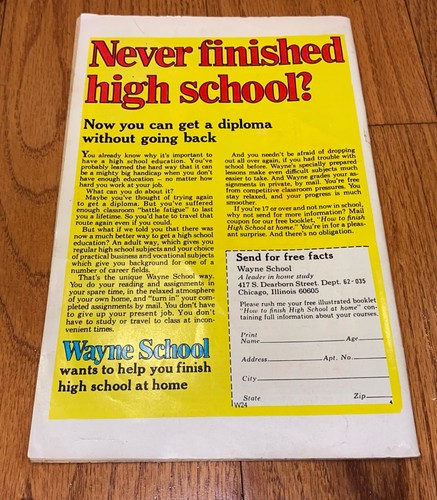 Never finished
high school?
Now you can get a diploma
without going back
You already know why it's important to
have a high school education. You've
probably learned the hard way that it can
be a mighty big handicap when you don't
have enough education — no matter how
hard you work at your job.
What can you do about it?
Maybe you've thought of trying again
to get a diploma. But you've suffered
enough classroom "battle fatigue" to last
you a lifetime. So you'd hate to travel that
route again even if you could.
But what if we told you that there was
now a much better way to get a high school
education? An adult way, which gives you
regular high school subjects and your choice
of practical business and vocational subjects
which give you background for one of a
number of career fields.
That's the unique Wayne School way.
You do your reading and assignments in
your spare time, in the relaxed atmosphere
of your own home, and "turn in" your com-
pleted assignments by mail. You don't have
to give up your present job. You don't
have to study or travel to class at incon-
venient times.
Wayne School
wants to help you finish
high school at home
And you needn't be afraid of dropping
out all over again, if you had trouble with
school before. Wayne's specially prepared
lessons make even difficult subjects much
easier to take. And Wayne grades your as-
signments in private, by mail. You're free
from competitive classroom pressures. You
stay relaxed, and your progress is much
smoother.
If you're 17 or over and not now in school,
why not send for more information? Mail
coupon for our free booklet, "How to finish
High School at home." You're in for a pleas-
ant surprise. And there's no obligation.
Send for free facts
Wayne School
A leader in home study
417 S. Dearborn Street. Dept. 62-035
Chicago, Illinois 60605
Please rush me your free illustrated booklet
"How to finish High School at home" con-
taining full information about your courses.
Print
Name Age
Address Apt. No.
City
State Zip
W24 4